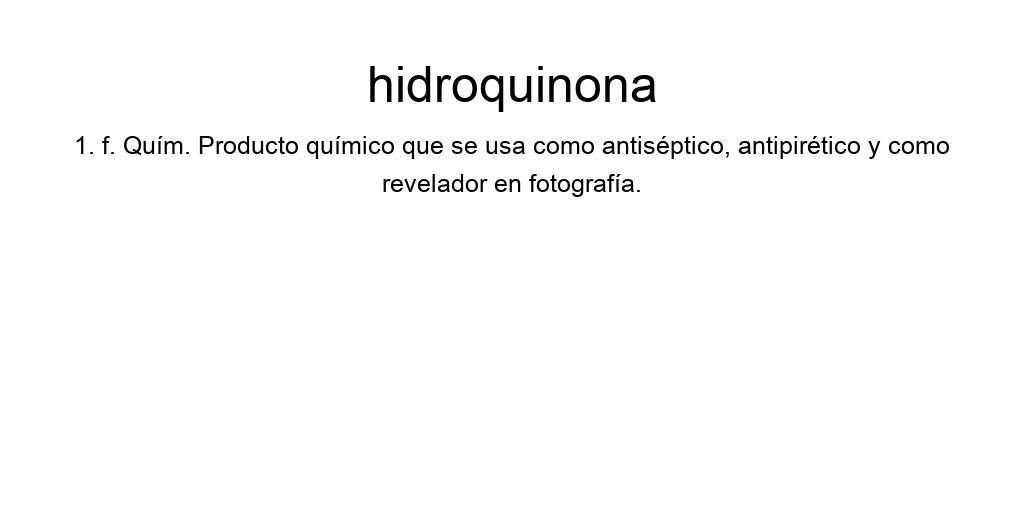 hidroquinona
1. f. Quím. Producto químico que se usa como antiséptico, antipirético y como
revelador en fotografía.